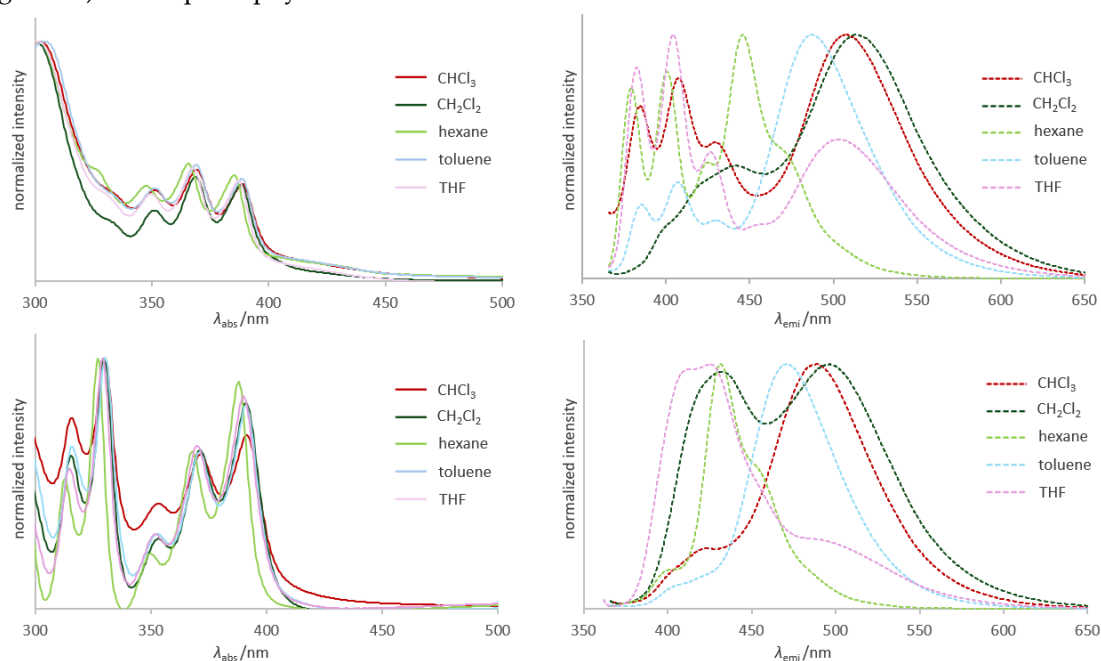 normalized intensity
CHCl₃
CH₂Cl₂
hexane
toluene
THF
300 350 400 450 500
λabs/nm
normalized intensity
CHCl₃
CH₂Cl₂
hexane
toluene
THF
350 400 450 500 550 600 650
λemi/nm
normalized intensity
CHCl₃
CH₂Cl₂
hexane
toluene
THF
300 350 400 450 500
λabs/nm
normalized intensity
CHCl₃
CH₂Cl₂
hexane
toluene
THF
350 400 450 500 550 600 650
λemi/nm